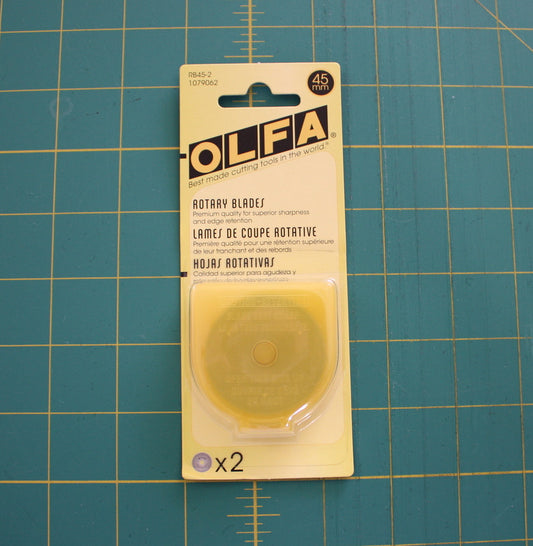 RB45-2
1079062
45
mm
OLFA®
Best made cutting tools in the world.™
ROTARY BLADES
Premium quality for superior sharpness
and edge retention
LAMES DE COUPE ROTATIVE
Première qualité pour une rétention supérieure
de leur tranchant et des rebords
HOJAS ROTATIVAS
Calidad superior para agudeza y
x2